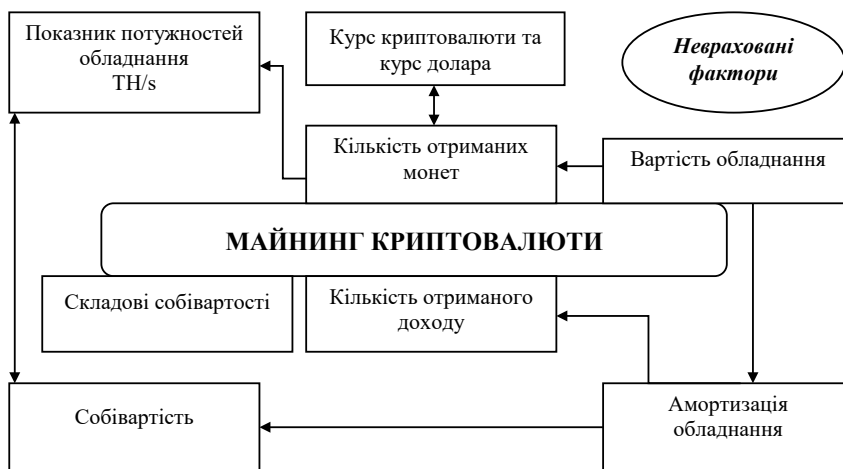 Показник потужностей
обладнання
TH/s
Курс криптовалюти та
курс долара
Невраховані
фактори
Кількість отриманих
монет
Вартість обладнання
МАЙНИНГ КРИПТОВАЛЮТИ
Складові собівартості
Кількість отриманого
доходу
Собівартість
Амортизація
обладнання